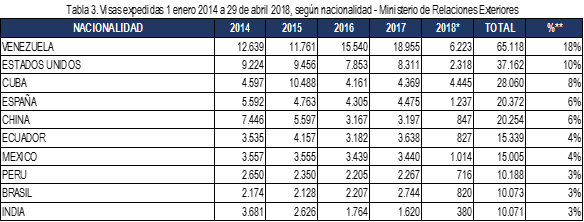 Tabla 3. Visas expedidas 1 enero 2014 a 29 de abril 2018, según nacionalidad - Ministerio de Relaciones Exteriores
NACIONALIDAD 2014 2015 2016 2017 2018* TOTAL %**
VENEZUELA 12.639 11.761 15.540 18.955 6.223 65.118 18%
ESTADOS UNIDOS 9.224 9.456 7.853 8.311 2.318 37.162 10%
CUBA 4.597 10.488 4.161 4.369 4.445 28.060 8%
ESPAÑA 5.592 4.763 4.305 4.475 1.237 20.372 6%
CHINA 7.446 5.597 3.167 3.197 847 20.254 6%
ECUADOR 3.535 4.157 3.182 3.638 827 15.339 4%
MEXICO 3.557 3.555 3.439 3.440 1.014 15.005 4%
PERU 2.650 2.350 2.205 2.267 716 10.188 3%
BRASIL 2.174 2.128 2.207 2.744 820 10.073 3%
INDIA 3.681 2.626 1.764 1.620 380 10.071 3%